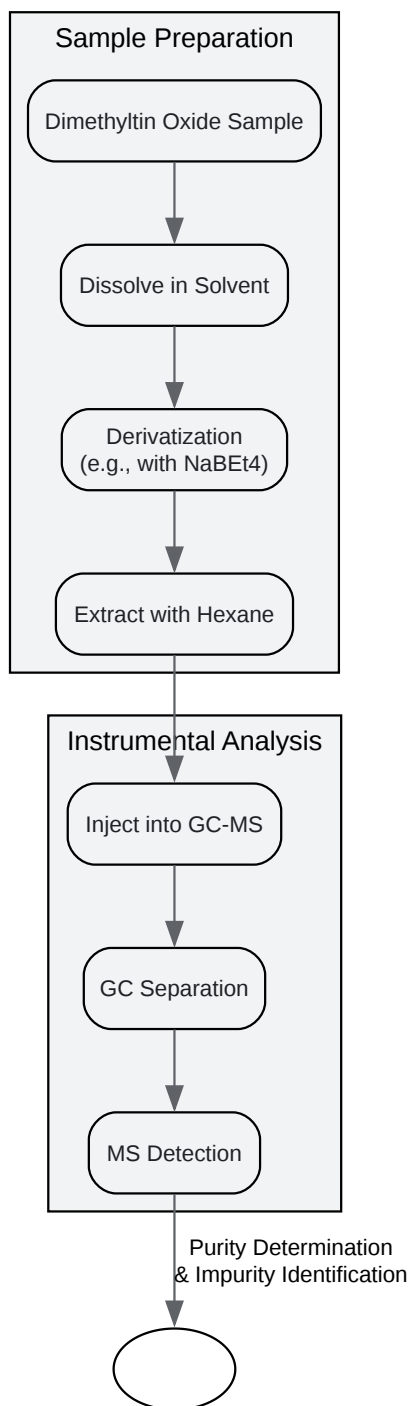 Sample Preparation
Dimethyltin Oxide Sample
Dissolve in Solvent
Derivatization
(e.g., with NaBEt4)
Extract with Hexane
Instrumental Analysis
Inject into GC-MS
GC Separation
MS Detection
Purity Determination
& Impurity Identification